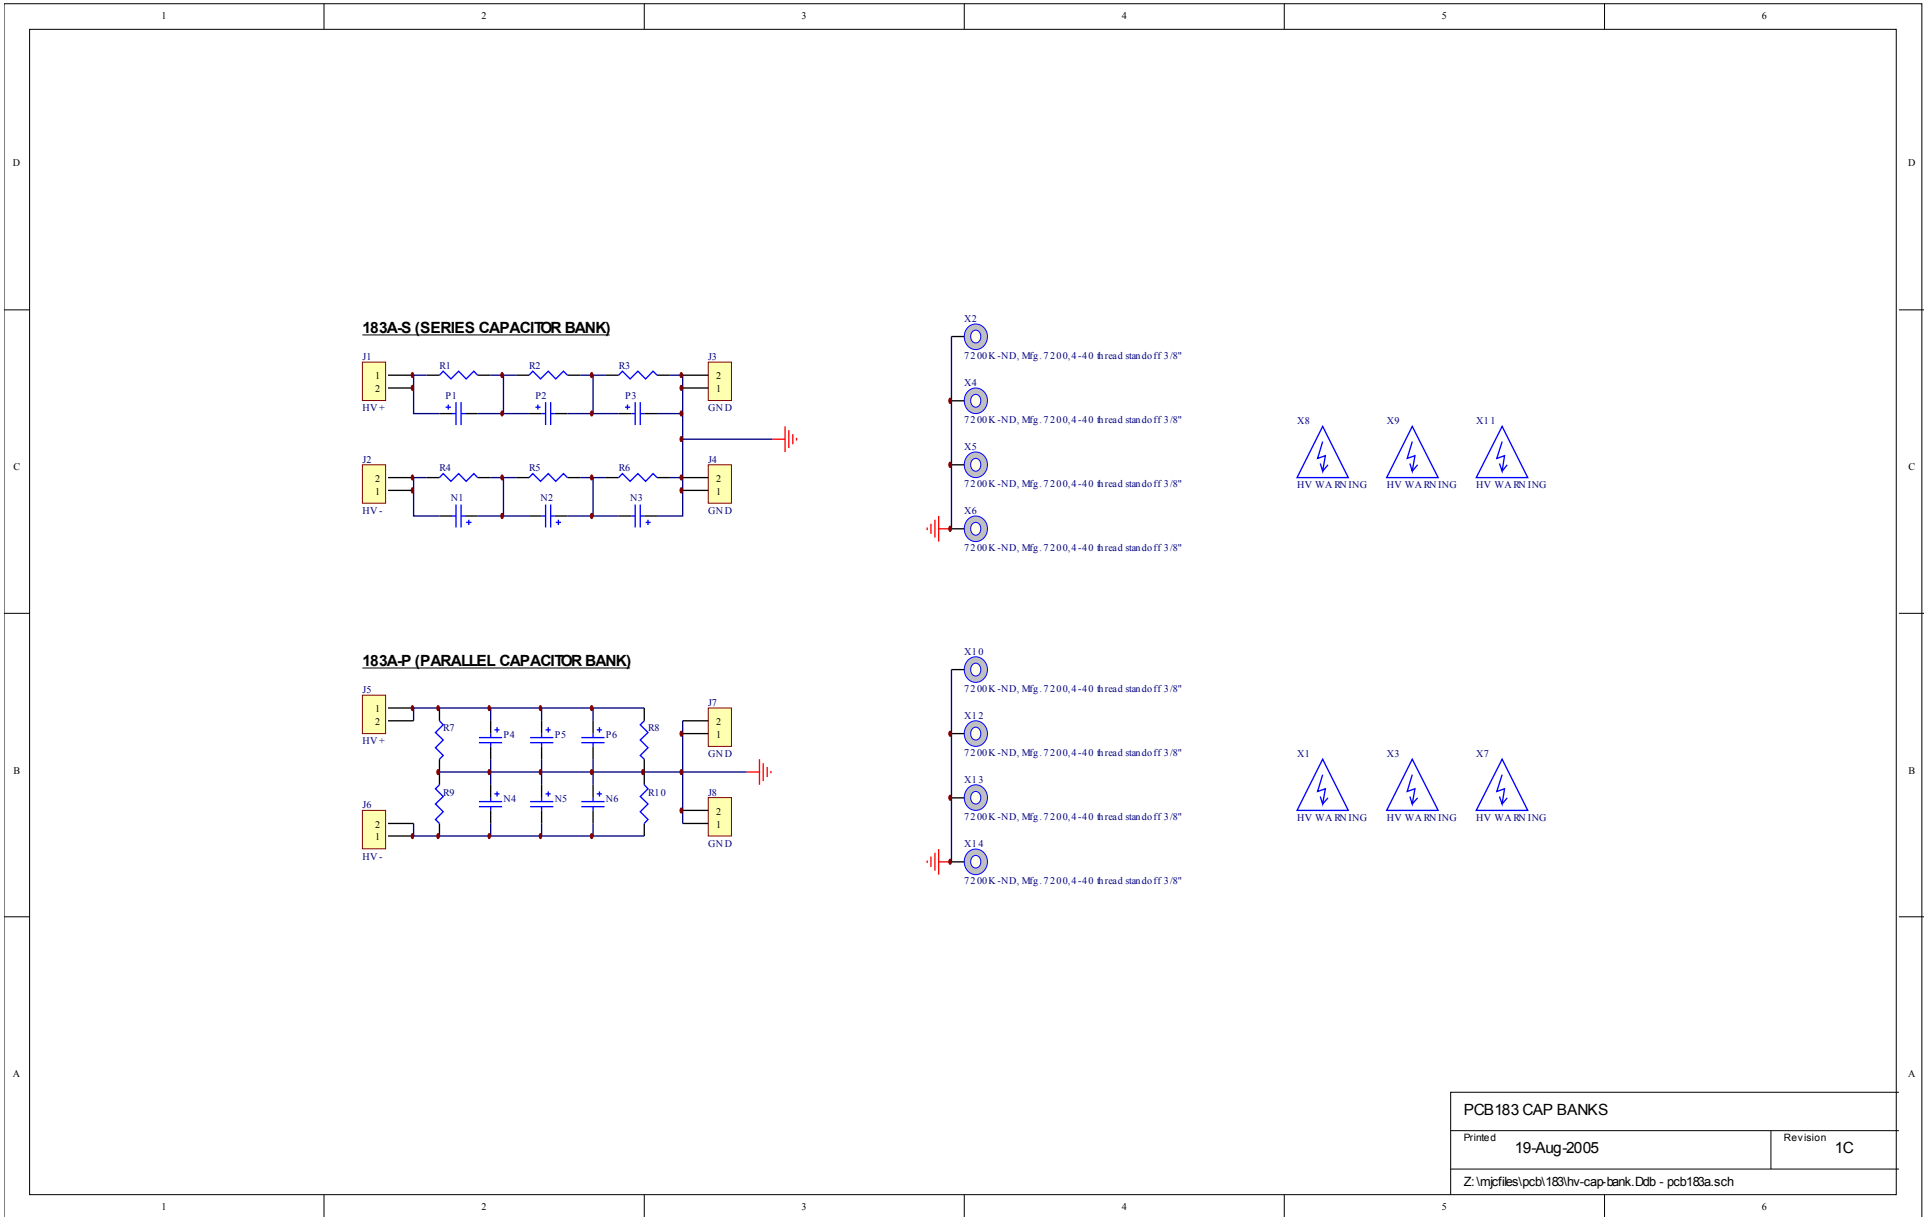 1 2 3 4 5 6
D D
183A-S (SERIES CAPACITOR BANK)
J1 R1 R2 R3 J3
1 2
2 1
P1 P2 P3
+ + +
HV+ GND
J2 R4 R5 R6 J4
2 2
1 1
N1 N2 N3
+ + +
HV- GND
X2
7200K-ND, Mfg. 7200, 4-40 thread standoff 3/8"
X4
7200K-ND, Mfg. 7200, 4-40 thread standoff 3/8"
X5
7200K-ND, Mfg. 7200, 4-40 thread standoff 3/8"
X6
7200K-ND, Mfg. 7200, 4-40 thread standoff 3/8"
X8 X9 X11
HV WARNING HV WARNING HV WARNING
C C
183A-P (PARALLEL CAPACITOR BANK)
J5 J7
1 2
2 1
R7 + P4 + P5 + P6 R8
HV+ GND
J6 J8
2 2
1 1
R9 + N4 + N5 + N6 R10
HV- GND
X10
7200K-ND, Mfg. 7200, 4-40 thread standoff 3/8"
X12
7200K-ND, Mfg. 7200, 4-40 thread standoff 3/8"
X13
7200K-ND, Mfg. 7200, 4-40 thread standoff 3/8"
X14
7200K-ND, Mfg. 7200, 4-40 thread standoff 3/8"
X1 X3 X7
HV WARNING HV WARNING HV WARNING
B B
A A
PCB183 CAP BANKS
Printed 19-Aug-2005 Revision 1C
Z:\mjcfiles\pcb\183\hv-cap-bank.Ddb - pcb183a.sch
1 2 3 4 5 6